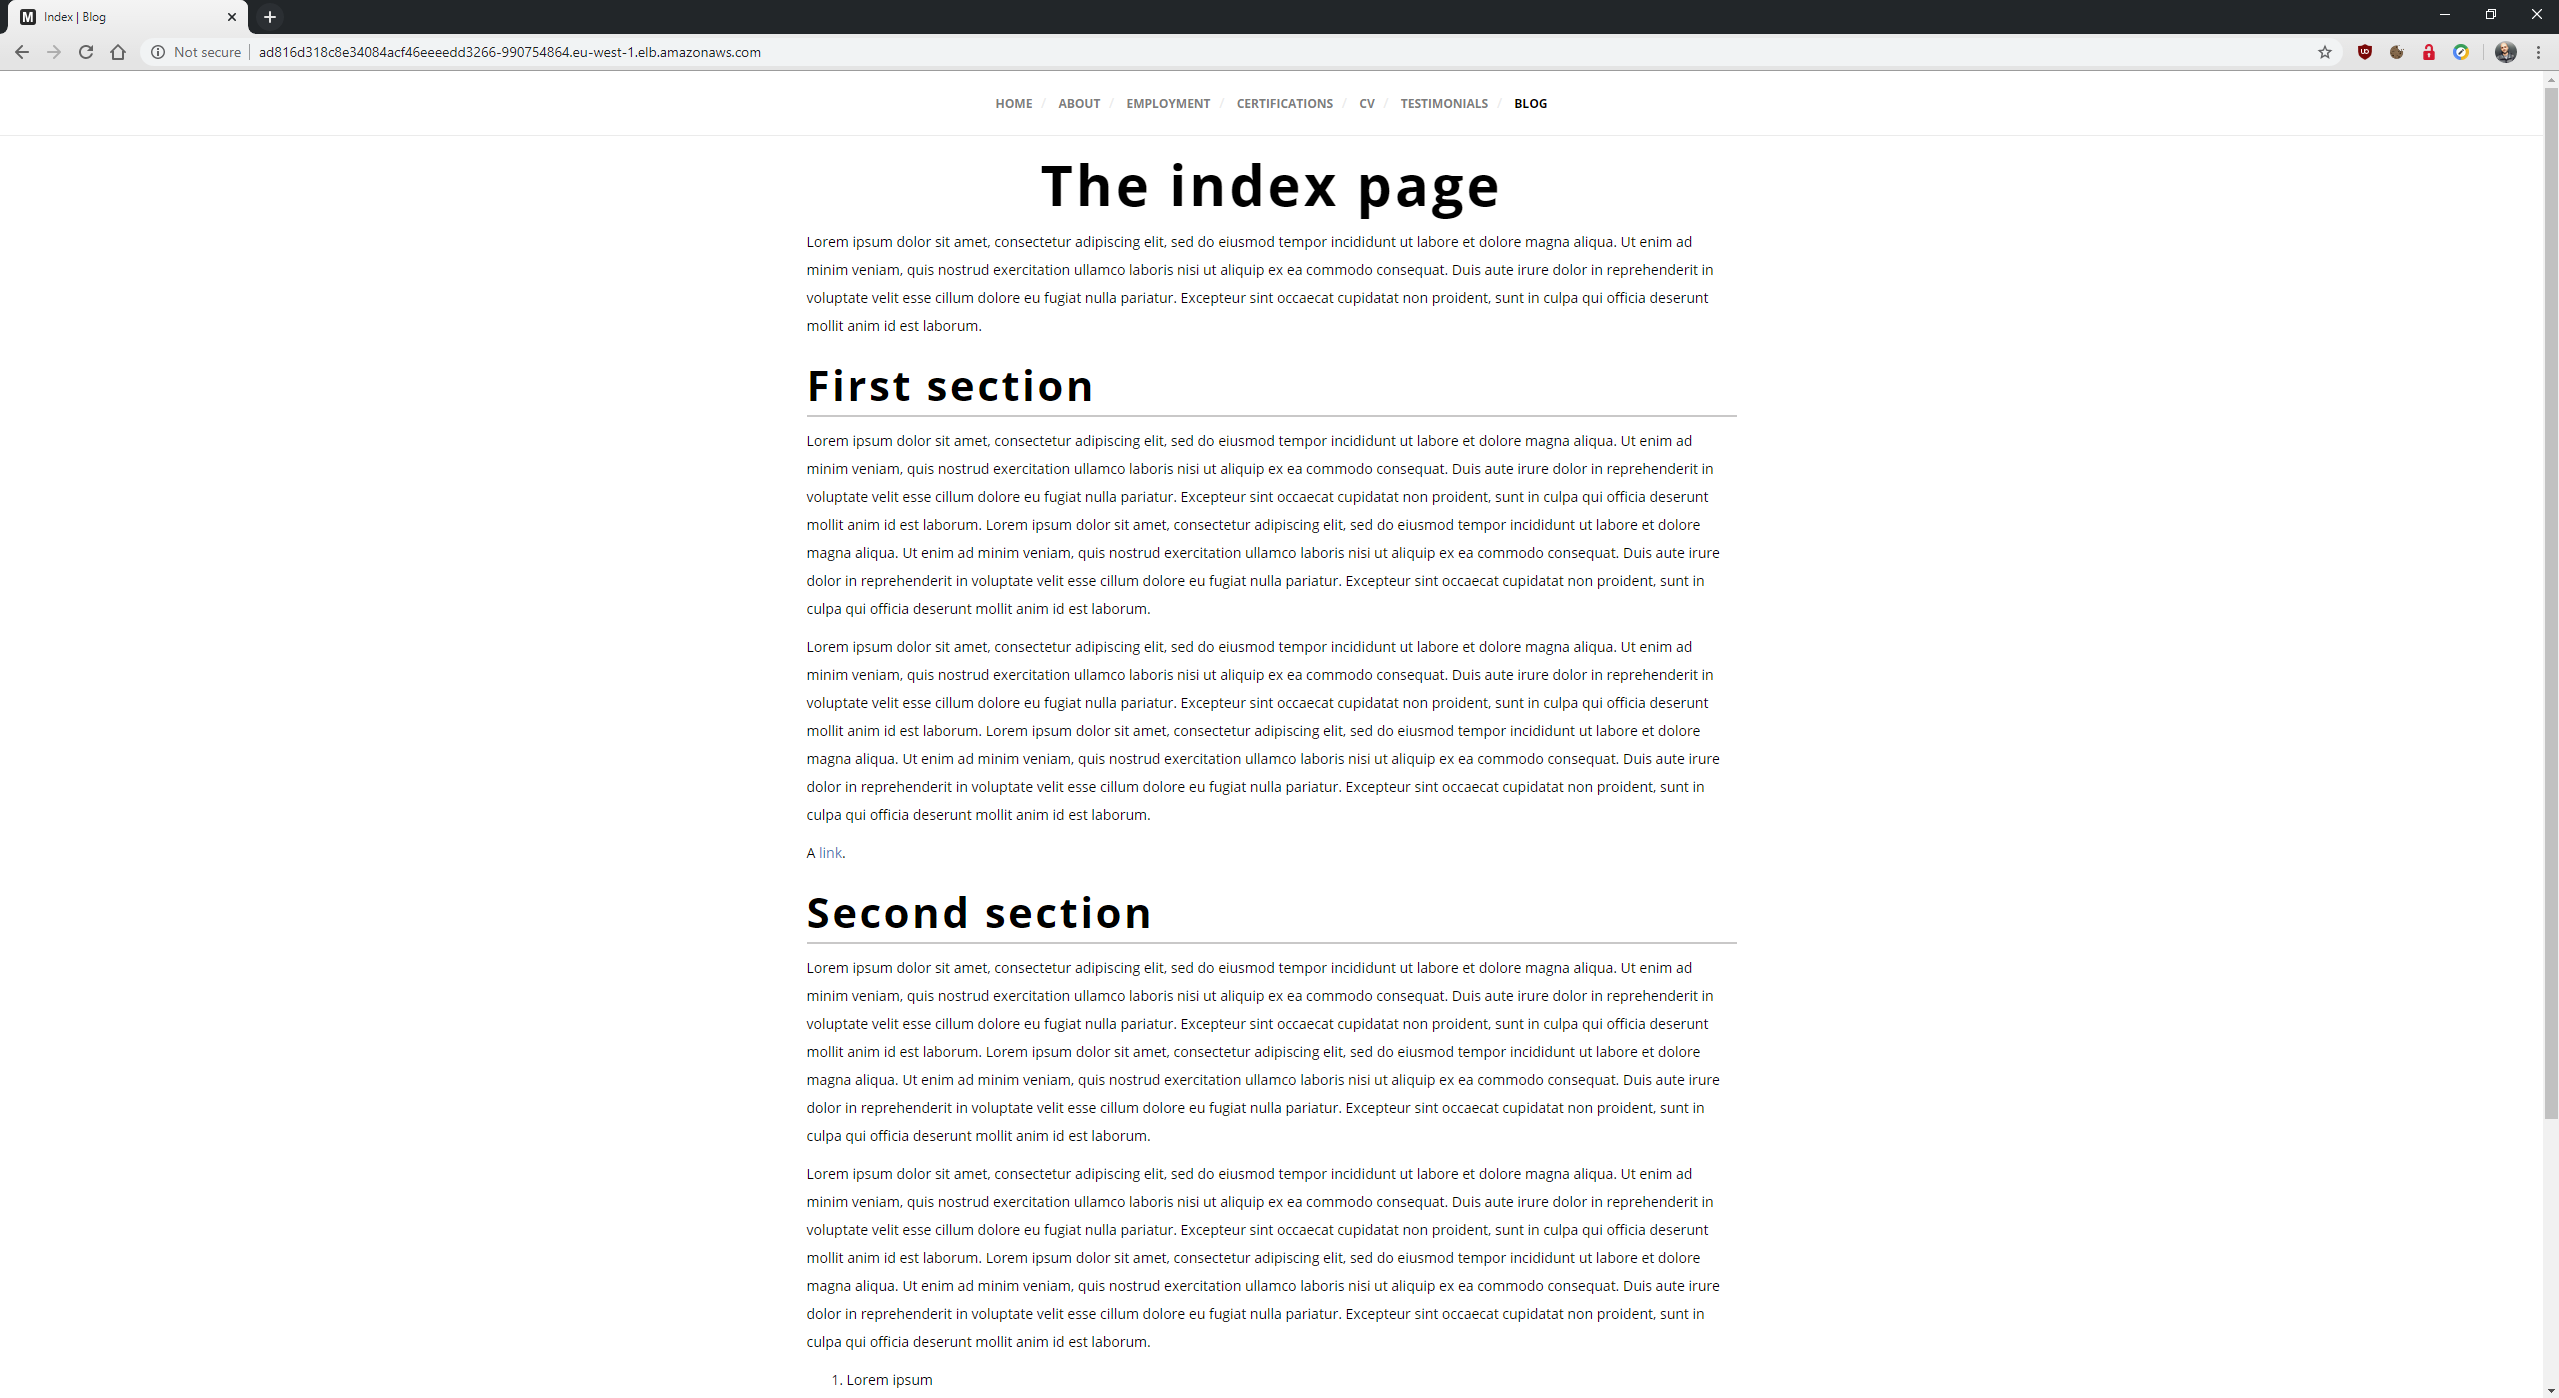 M Index | Blog
Not secure | ad816d318c8e34084acf46eeeedd3266-990754864.eu-west-1.elb.amazonaws.com
HOME / ABOUT / EMPLOYMENT / CERTIFICATIONS / CV / TESTIMONIALS / BLOG
The index page
Lorem ipsum dolor sit amet, consectetur adipiscing elit, sed do eiusmod tempor incididunt ut labore et dolore magna aliqua. Ut enim ad
minim veniam, quis nostrud exercitation ullamco laboris nisi ut aliquip ex ea commodo consequat. Duis aute irure dolor in reprehenderit in
voluptate velit esse cillum dolore eu fugiat nulla pariatur. Excepteur sint occaecat cupidatat non proident, sunt in culpa qui officia deserunt
mollit anim id est laborum.
First section
Lorem ipsum dolor sit amet, consectetur adipiscing elit, sed do eiusmod tempor incididunt ut labore et dolore magna aliqua. Ut enim ad
minim veniam, quis nostrud exercitation ullamco laboris nisi ut aliquip ex ea commodo consequat. Duis aute irure dolor in reprehenderit in
voluptate velit esse cillum dolore eu fugiat nulla pariatur. Excepteur sint occaecat cupidatat non proident, sunt in culpa qui officia deserunt
mollit anim id est laborum. Lorem ipsum dolor sit amet, consectetur adipiscing elit, sed do eiusmod tempor incididunt ut labore et dolore
magna aliqua. Ut enim ad minim veniam, quis nostrud exercitation ullamco laboris nisi ut aliquip ex ea commodo consequat. Duis aute irure
dolor in reprehenderit in voluptate velit esse cillum dolore eu fugiat nulla pariatur. Excepteur sint occaecat cupidatat non proident, sunt in
culpa qui officia deserunt mollit anim id est laborum.
Lorem ipsum dolor sit amet, consectetur adipiscing elit, sed do eiusmod tempor incididunt ut labore et dolore magna aliqua. Ut enim ad
minim veniam, quis nostrud exercitation ullamco laboris nisi ut aliquip ex ea commodo consequat. Duis aute irure dolor in reprehenderit in
voluptate velit esse cillum dolore eu fugiat nulla pariatur. Excepteur sint occaecat cupidatat non proident, sunt in culpa qui officia deserunt
mollit anim id est laborum. Lorem ipsum dolor sit amet, consectetur adipiscing elit, sed do eiusmod tempor incididunt ut labore et dolore
magna aliqua. Ut enim ad minim veniam, quis nostrud exercitation ullamco laboris nisi ut aliquip ex ea commodo consequat. Duis aute irure
dolor in reprehenderit in voluptate velit esse cillum dolore eu fugiat nulla pariatur. Excepteur sint occaecat cupidatat non proident, sunt in
culpa qui officia deserunt mollit anim id est laborum.
A link.
Second section
Lorem ipsum dolor sit amet, consectetur adipiscing elit, sed do eiusmod tempor incididunt ut labore et dolore magna aliqua. Ut enim ad
minim veniam, quis nostrud exercitation ullamco laboris nisi ut aliquip ex ea commodo consequat. Duis aute irure dolor in reprehenderit in
voluptate velit esse cillum dolore eu fugiat nulla pariatur. Excepteur sint occaecat cupidatat non proident, sunt in culpa qui officia deserunt
mollit anim id est laborum. Lorem ipsum dolor sit amet, consectetur adipiscing elit, sed do eiusmod tempor incididunt ut labore et dolore
magna aliqua. Ut enim ad minim veniam, quis nostrud exercitation ullamco laboris nisi ut aliquip ex ea commodo consequat. Duis aute irure
dolor in reprehenderit in voluptate velit esse cillum dolore eu fugiat nulla pariatur. Excepteur sint occaecat cupidatat non proident, sunt in
culpa qui officia deserunt mollit anim id est laborum.
Lorem ipsum dolor sit amet, consectetur adipiscing elit, sed do eiusmod tempor incididunt ut labore et dolore magna aliqua. Ut enim ad
minim veniam, quis nostrud exercitation ullamco laboris nisi ut aliquip ex ea commodo consequat. Duis aute irure dolor in reprehenderit in
voluptate velit esse cillum dolore eu fugiat nulla pariatur. Excepteur sint occaecat cupidatat non proident, sunt in culpa qui officia deserunt
mollit anim id est laborum. Lorem ipsum dolor sit amet, consectetur adipiscing elit, sed do eiusmod tempor incididunt ut labore et dolore
magna aliqua. Ut enim ad minim veniam, quis nostrud exercitation ullamco laboris nisi ut aliquip ex ea commodo consequat. Duis aute irure
dolor in reprehenderit in voluptate velit esse cillum dolore eu fugiat nulla pariatur. Excepteur sint occaecat cupidatat non proident, sunt in
culpa qui officia deserunt mollit anim id est laborum.
1. Lorem ipsum